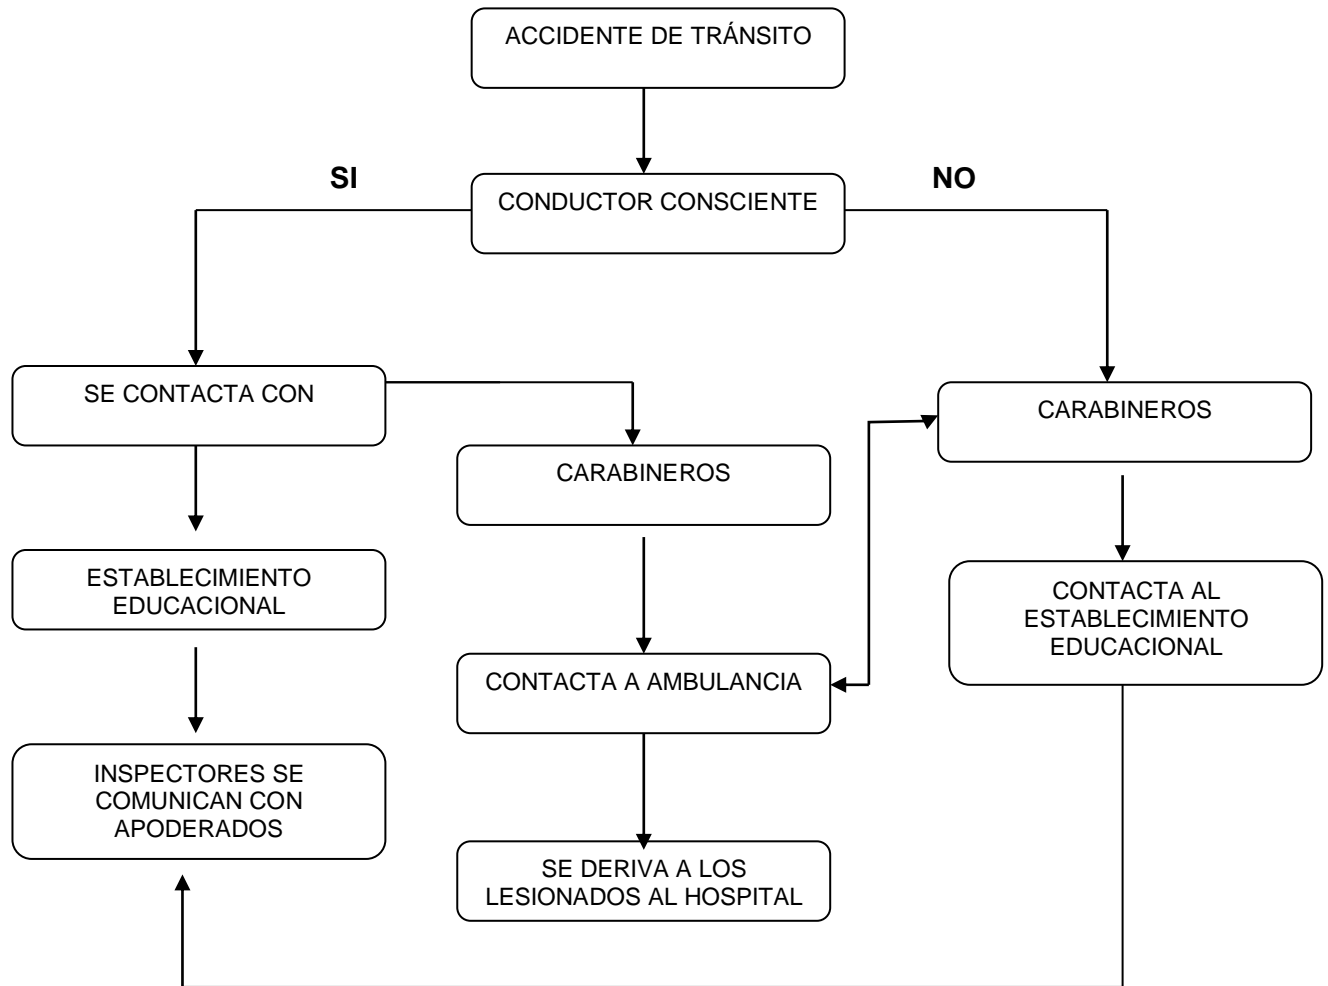 ACCIDENTE DE TRÁNSITO
SI
NO
CONDUCTOR CONSCIENTE
SE CONTACTA CON
CARABINEROS
CARABINEROS
ESTABLECIMIENTO
EDUCACIONAL
CONTACTA AL
ESTABLECIMIENTO
EDUCACIONAL
CONTACTA A AMBULANCIA
INSPECTORES SE
COMUNICAN CON
APODERADOS
SE DERIVA A LOS
LESIONADOS AL HOSPITAL